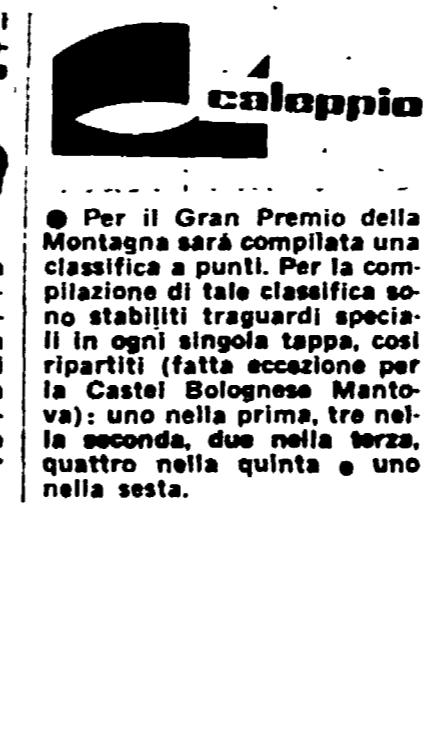 caleppio
● Per il Gran Premio della
Montagna sará compilata una
classifica a punti. Per la com-
pilazione di tale classifica so-
no stabiliti traguardi specia-
li in ogni singola tappa, così
ripartiti (fatta eccezione per
la Castel Bolognese Manto-
va): uno nella prima, tre nel-
la seconda, due nella terza,
quattro nella quinta e uno
nella sesta.